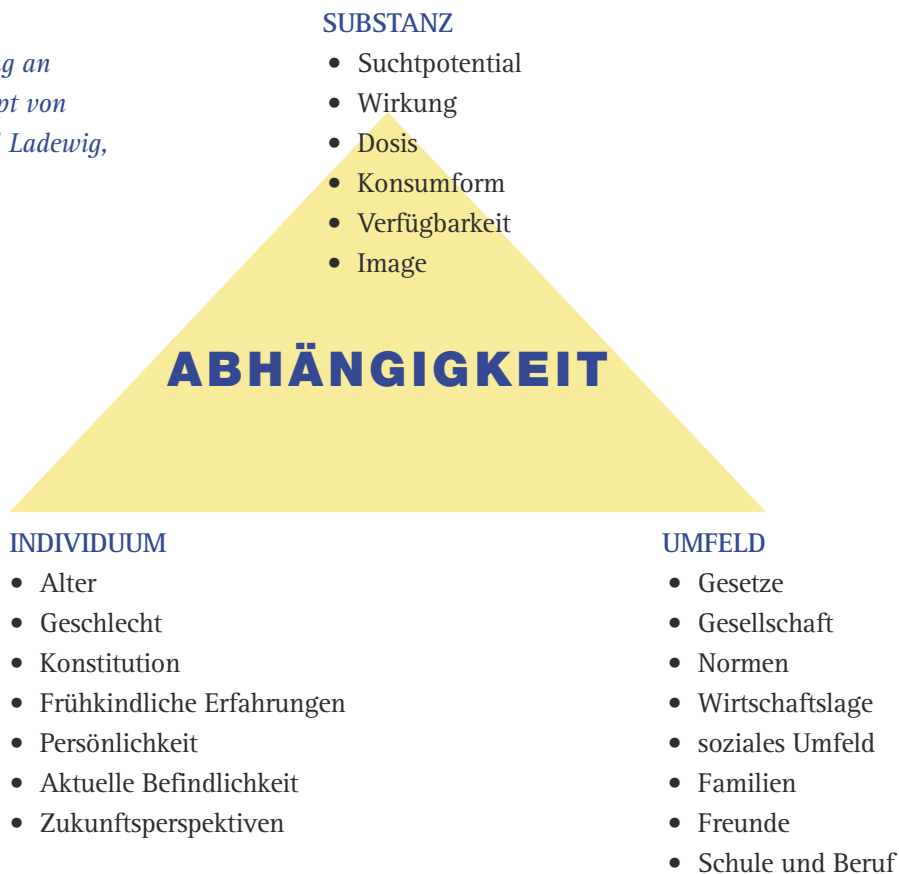 SUBSTANZ
an
von
Ladewig,
• Suchtpotential
• Wirkung
• Dosis
• Konsumform
• Verfügbarkeit
• Image
ABHÄNGIGKEIT
INDIVIDUUM
• Alter
• Geschlecht
• Konstitution
• Frühkindliche Erfahrungen
• Persönlichkeit
• Aktuelle Befindlichkeit
• Zukunftsperspektiven
UMFELD
• Gesetze
• Gesellschaft
• Normen
• Wirtschaftslage
• soziales Umfeld
• Familien
• Freunde
• Schule und Beruf